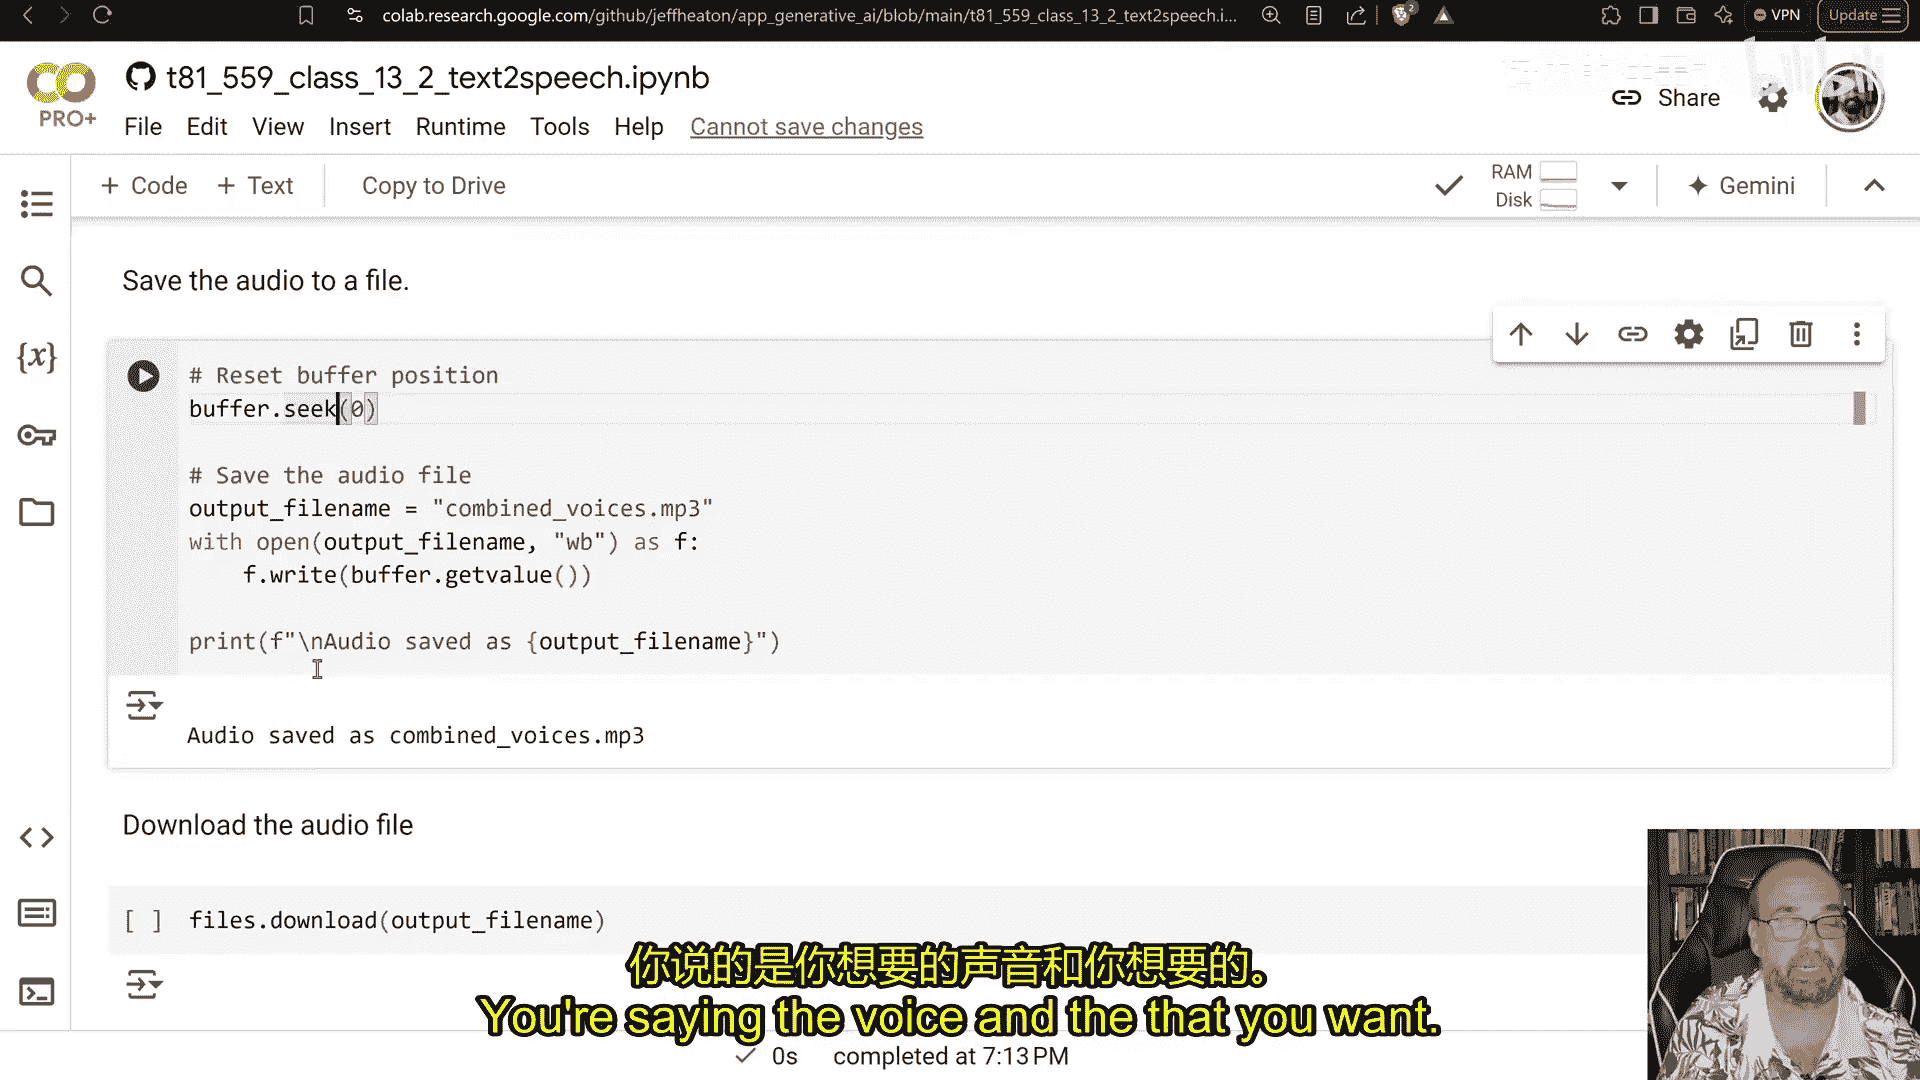 colab.research.google.com/github/jeffheaton/app_generative_ai/blob/main/t81_559_class_13_2_text2speech.i...
2
VPN
Update
PRO+
t81_559_class_13_2_text2speech.ipynb
File Edit View Insert Runtime Tools Help Cannot save changes
Share
+ Code + Text Copy to Drive
RAM
Disk
Gemini
Save the audio to a file.
# Reset buffer position
buffer.seek(0)
# Save the audio file
output_filename = "combined_voices.mp3"
with open(output_filename, "wb") as f:
f.write(buffer.getvalue())
print(f"\nAudio saved as {output_filename}")
Audio saved as combined_voices.mp3
Download the audio file
[ ] files.download(output_filename)
你说的是你想要的声音和你想要的。
You're saying the voice and the that you want.
0s completed at 7:13 PM